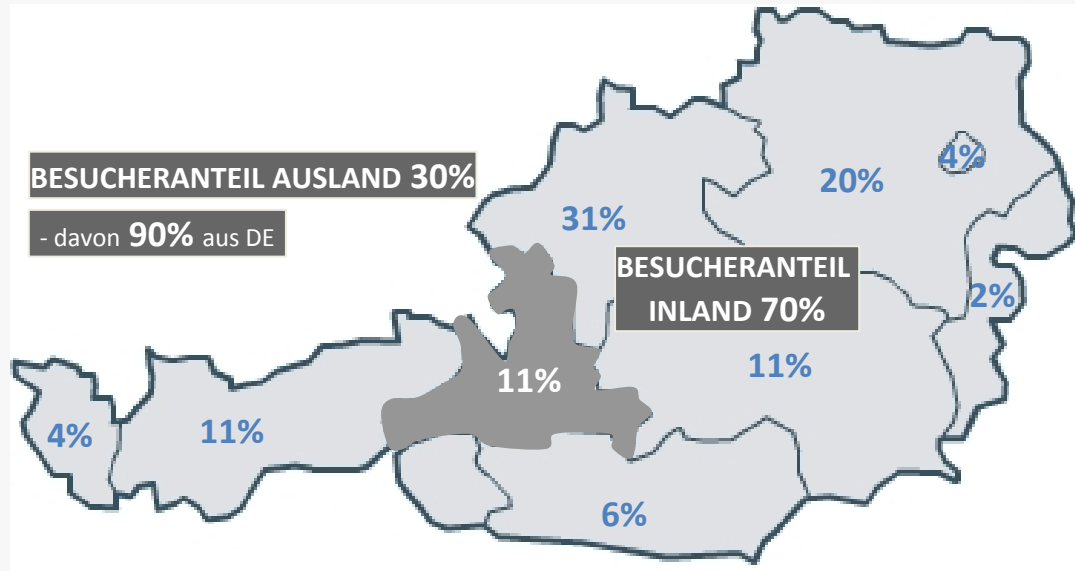 BESUCHERANTEIL AUSLAND 30%
- davon 90% aus DE
4%
20%
31%
BESUCHERANTEIL
INLAND 70%
2%
11%
11%
4%
11%
6%